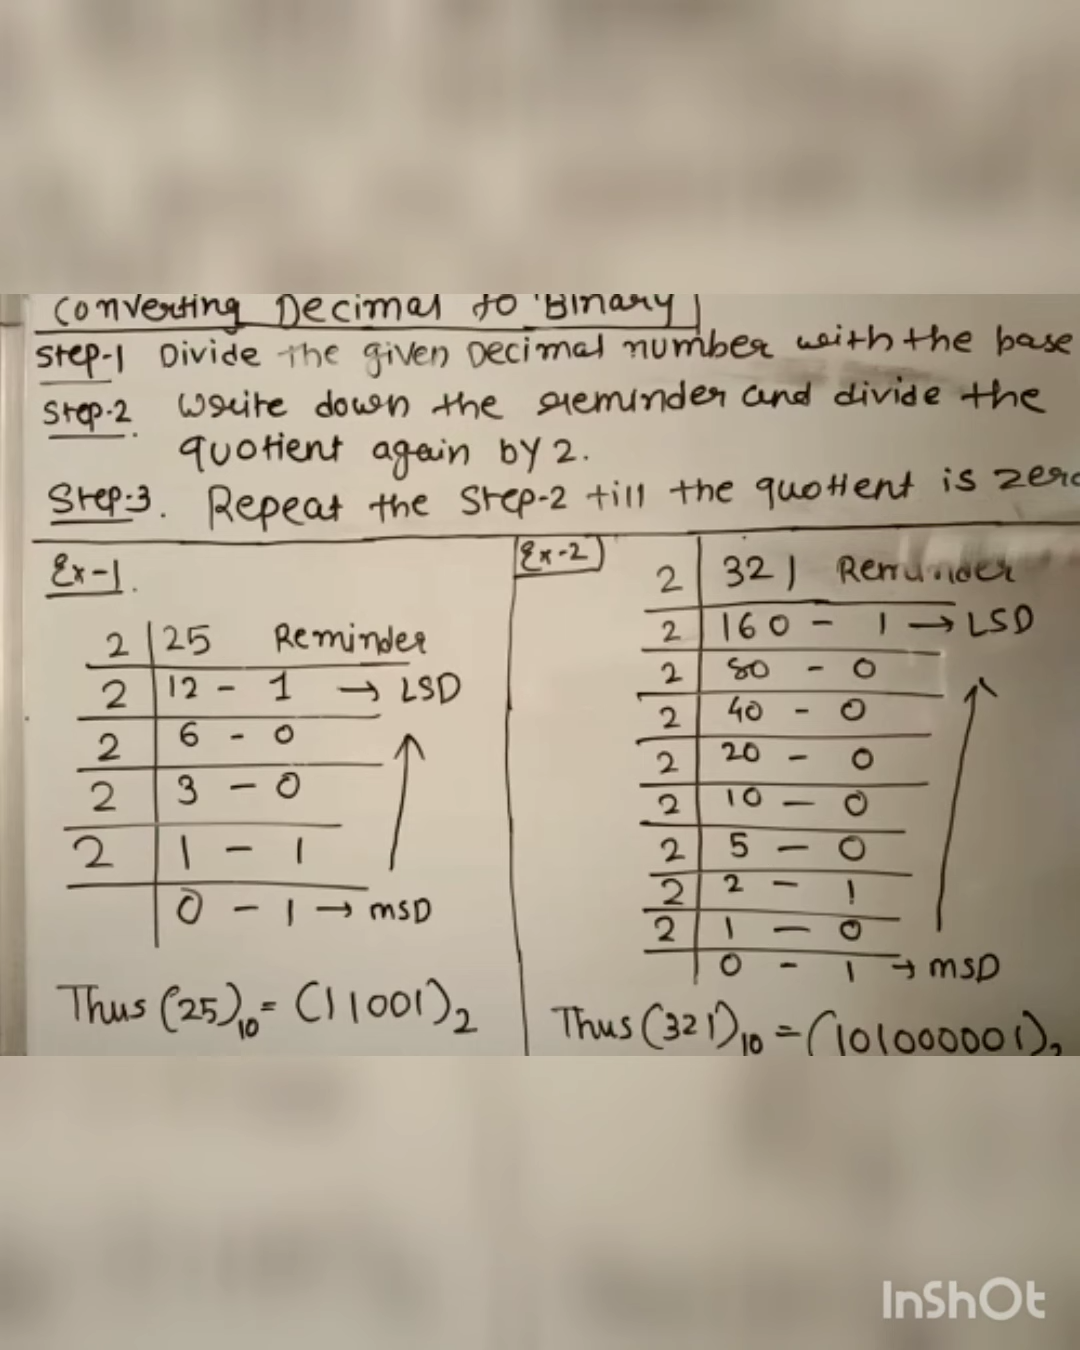 Converting Decimal to Binary
Step-1 Divide the given Decimal number with the base
Step-2. write down the reminder and divide the
quotient again by 2.
Step-3. Repeat the Step-2 till the quotient is zero
Ex-1.
2 | 25 Reminder
2 | 12 - 1 → LSD
2 | 6 - 0
2 | 3 - 0
2 | 1 - 1
0 - 1 → MSD
Thus (25)10 = (11001)2
Ex-2
2 | 321 Reminder
2 | 160 - 1 → LSD
2 | 80 - 0
2 | 40 - 0
2 | 20 - 0
2 | 10 - 0
2 | 5 - 0
2 | 2 - 1
2 | 1 - 0
0 - 1 → MSD
Thus (321)10 = (101000001)2
InShOt